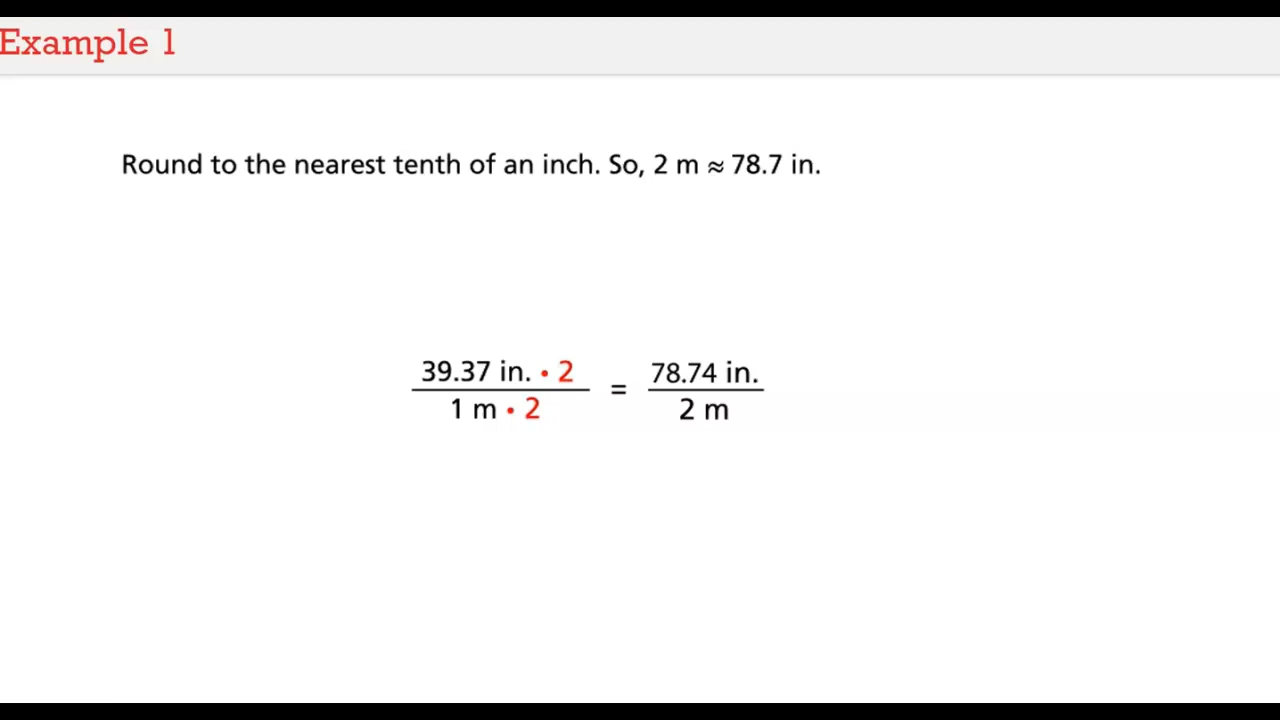 Example 1
Round to the nearest tenth of an inch. So, 2 m ≈ 78.7 in.
39.37 in. • 2
1 m • 2
=
78.74 in.
2 m